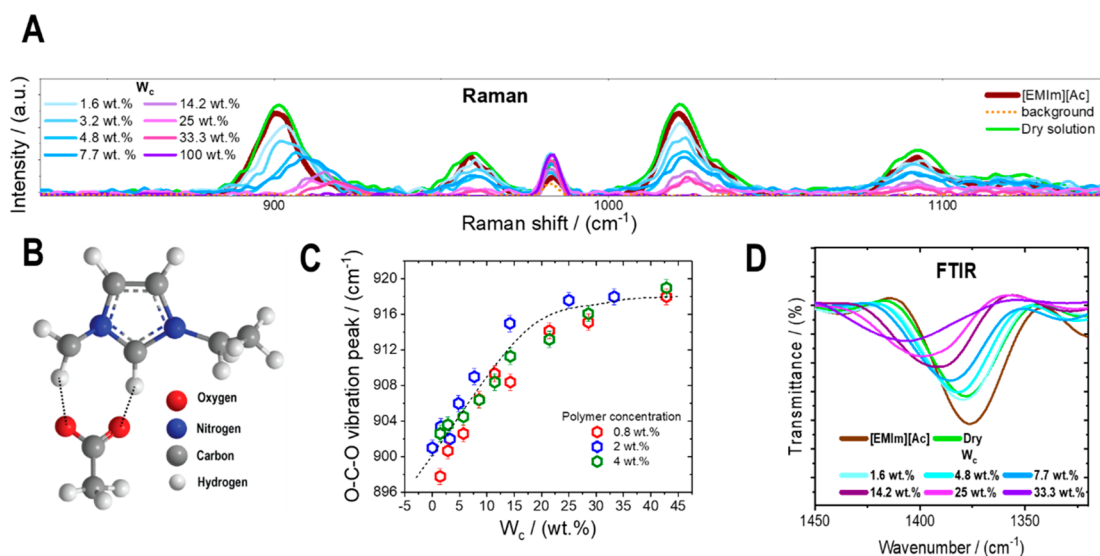 A
Intensity / (a.u.)
Raman
W_c
1.6 wt.%
3.2 wt.%
4.8 wt.%
7.7 wt. %
14.2 wt.%
25 wt.%
33.3 wt.%
100 wt.%
[EMIm][Ac]
background
Dry solution
900
1000
1100
Raman shift / (cm⁻¹)
B
Oxygen
Nitrogen
Carbon
Hydrogen
C
O-C-O vibration peak / (cm⁻¹)
920
916
912
908
904
900
896
Polymer concentration
0.8 wt.%
2 wt.%
4 wt.%
-5 0 5 10 15 20 25 30 35 40 45
W_c / (wt.%)
D
FTIR
Transmittance / (%)
[EMIm][Ac] Dry
W_c
1.6 wt.% 4.8 wt.% 7.7 wt.%
14.2 wt.% 25 wt.% 33.3 wt.%
1450 1400 1350
Wavenumber / (cm⁻¹)